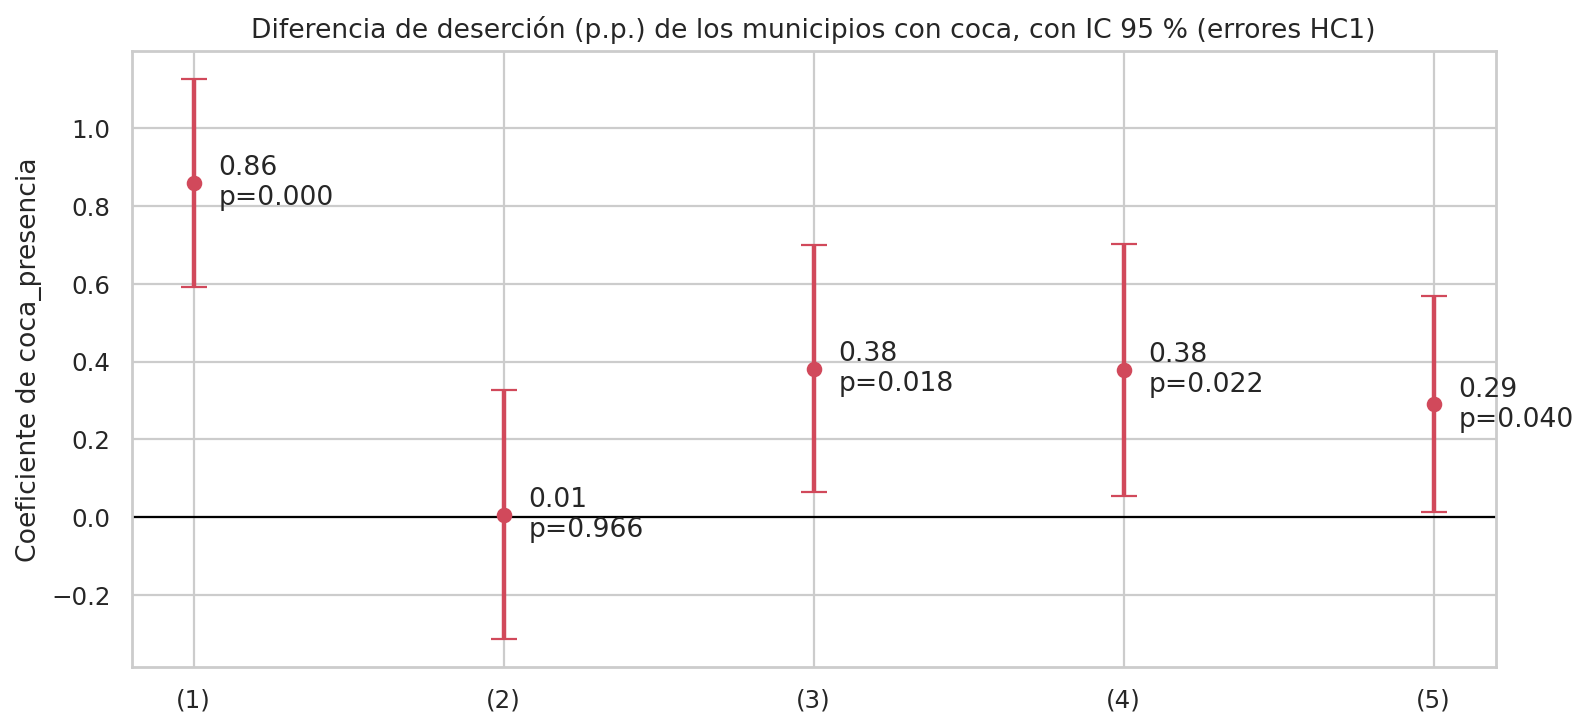 Diferencia de deserción (p.p.) de los municipios con coca, con IC 95 % (errores HC1)
Coeficiente de coca_presencia
1.0
0.8
0.6
0.4
0.2
0.0
−0.2
0.86
p=0.000
0.01
p=0.966
0.38
p=0.018
0.38
p=0.022
0.29
p=0.040
(1)
(2)
(3)
(4)
(5)